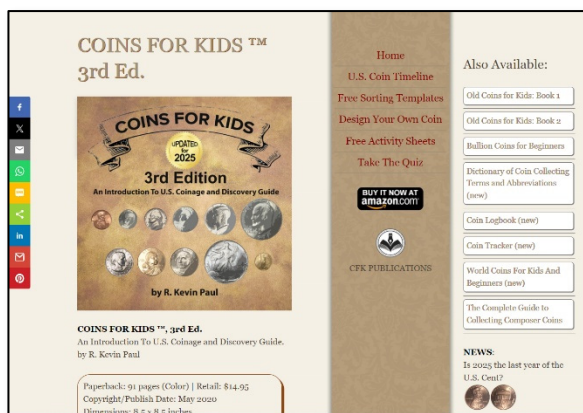 COINS FOR KIDS ™
3rd Ed.
COINS FOR KIDS
UPDATED
for
2025
3rd Edition
An Introduction To U.S. Coinage and Discovery Guide
by R. Kevin Paul
COINS FOR KIDS ™, 3rd Ed.
An Introduction To U.S. Coinage and Discovery Guide.
by R. Kevin Paul
Paperback: 91 pages (Color) | Retail: $14.95
Copyright/Publish Date: May 2020
Dimensions: 8.5 x 8.5 inches
Home
U.S. Coin Timeline
Free Sorting Templates
Design Your Own Coin
Free Activity Sheets
Take The Quiz
BUY IT NOW AT
amazon.com
CFK PUBLICATIONS
Also Available:
Old Coins for Kids: Book 1
Old Coins for Kids: Book 2
Bullion Coins for Beginners
Dictionary of Coin Collecting
Terms and Abbreviations
(new)
Coin Logbook (new)
Coin Tracker (new)
World Coins For Kids And
Beginners (new)
The Complete Guide to
Collecting Composer Coins
NEWS:
Is 2025 the last year of the
U.S. Cent?